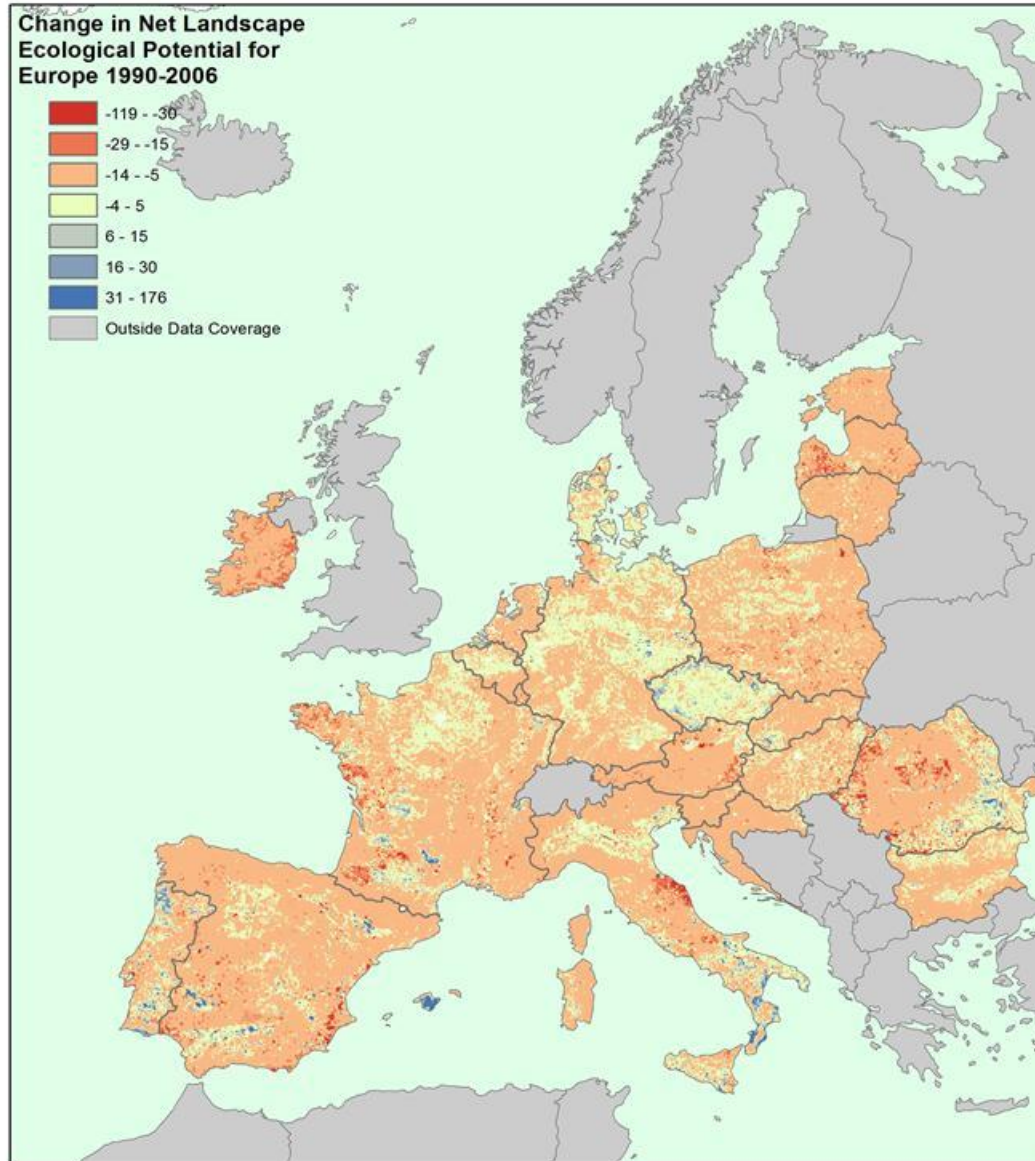 Change in Net Landscape
Ecological Potential for
Europe 1990-2006
-119 - -30
-29 - -15
-14 - -5
-4 - 5
6 - 15
16 - 30
31 - 176
Outside Data Coverage